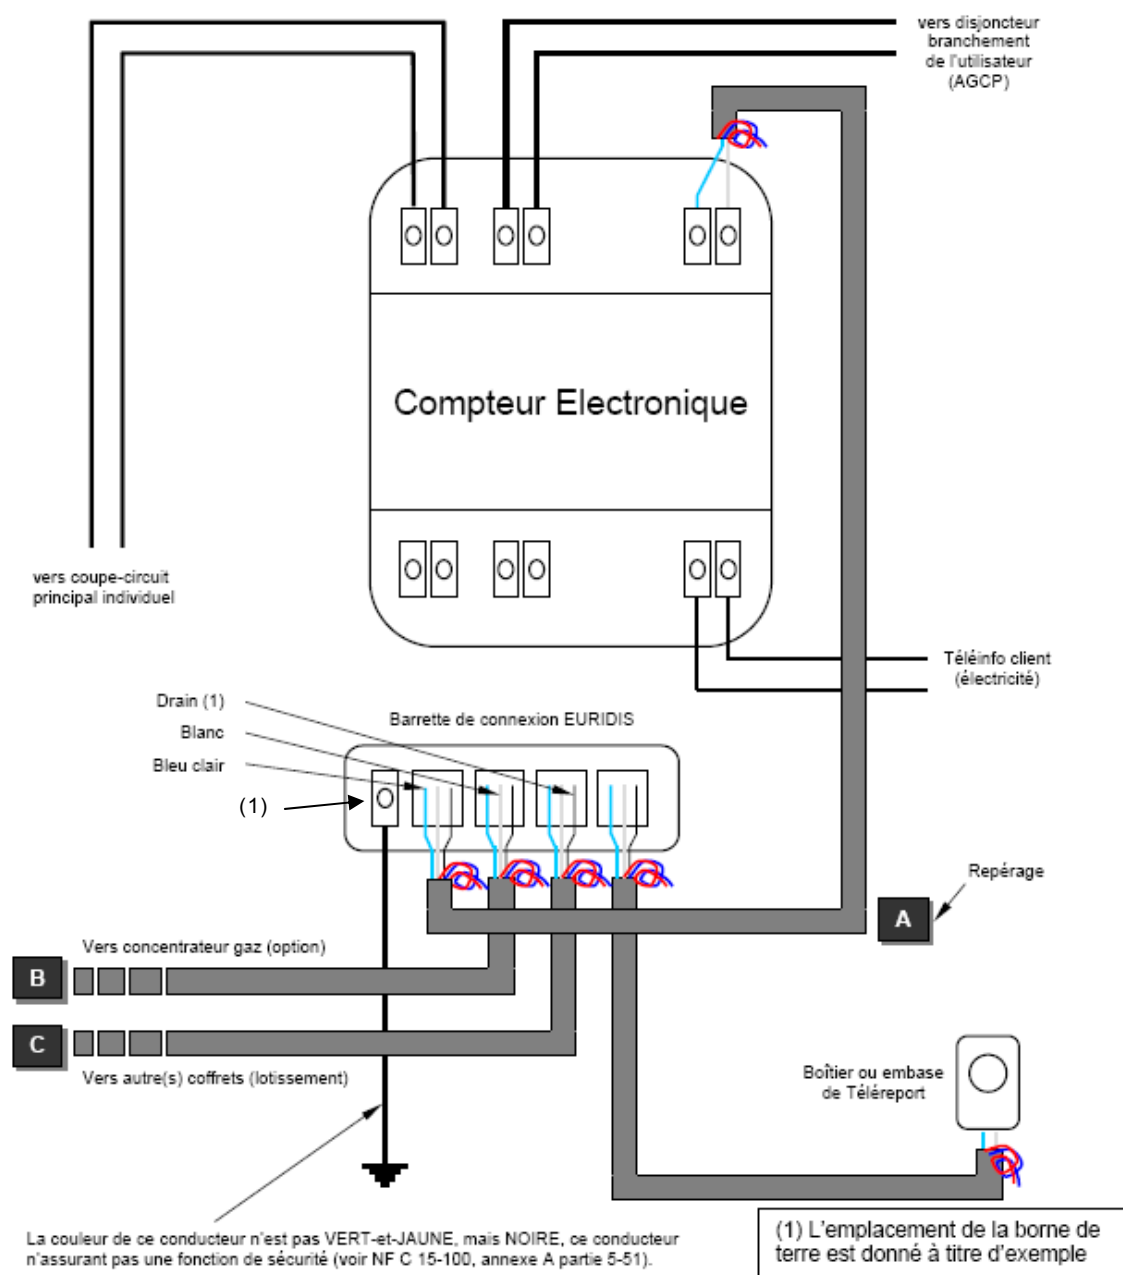 vers disjoncteur
branchement
de l'utilisateur
(AGCP)
Compteur Electronique
vers coupe-circuit
principal individuel
Téléinfo client
(électricité)
Drain (1)
Barrette de connexion EURIDIS
Blanc
Bleu clair
(1)
Repérage
A
Vers concentrateur gaz (option)
B
C
Vers autre(s) coffrets (lotissement)
Boîtier ou embase
de Téléreport
La couleur de ce conducteur n'est pas VERT-et-JAUNE, mais NOIRE, ce conducteur
n'assurant pas une fonction de sécurité (voir NF C 15-100, annexe A partie 5-51).
(1) L'emplacement de la borne de
terre est donné à titre d'exemple